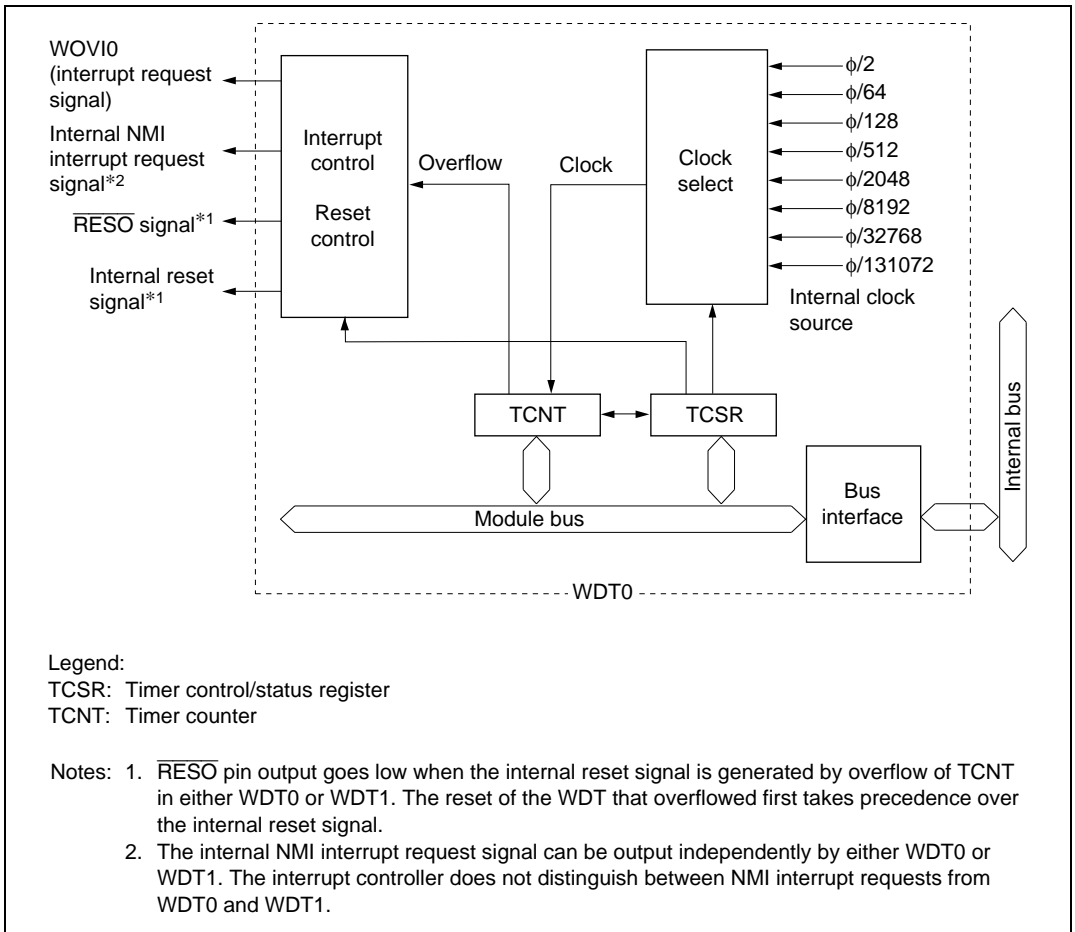 WOVI0
(interrupt request
signal)
Internal NMI
interrupt request
signal*2
RESO signal*1
Internal reset
signal*1
Interrupt
control
Reset
control
Overflow
Clock
Clock
select
ϕ/2
ϕ/64
ϕ/128
ϕ/512
ϕ/2048
ϕ/8192
ϕ/32768
ϕ/131072
Internal clock
source
TCNT
TCSR
Module bus
Bus
interface
Internal bus
WDT0
Legend:
TCSR: Timer control/status register
TCNT: Timer counter
Notes: 1. RESO pin output goes low when the internal reset signal is generated by overflow of TCNT
in either WDT0 or WDT1. The reset of the WDT that overflowed first takes precedence over
the internal reset signal.
2. The internal NMI interrupt request signal can be output independently by either WDT0 or
WDT1. The interrupt controller does not distinguish between NMI interrupt requests from
WDT0 and WDT1.